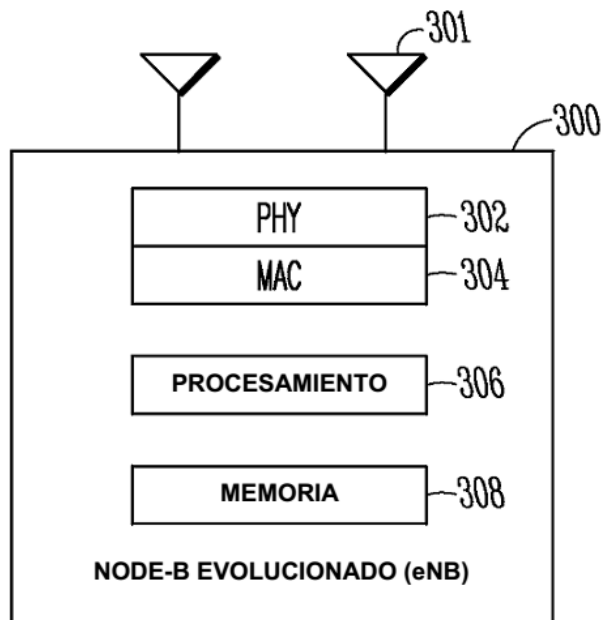 301
300
PHY 302
MAC 304
PROCESAMIENTO 306
MEMORIA 308
NODE-B EVOLUCIONADO (eNB)